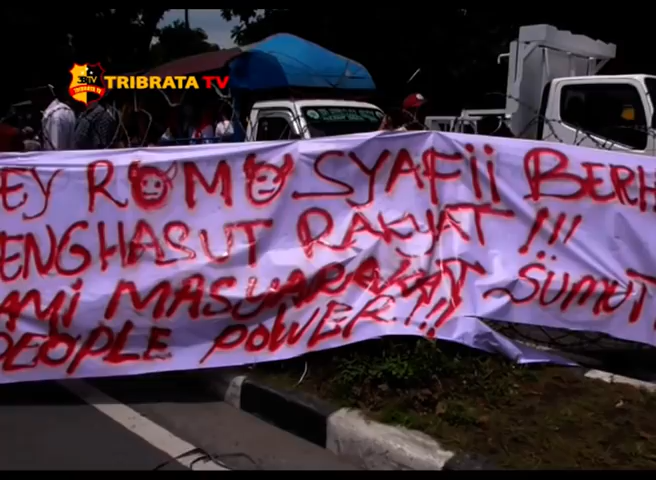 TRIBRATA TV
EY ROMO SYAFii BERH
ENGHASUT RAKYAT !!!
AMI MASYARAKAT SUMUT
PEOPLE POWER!!!